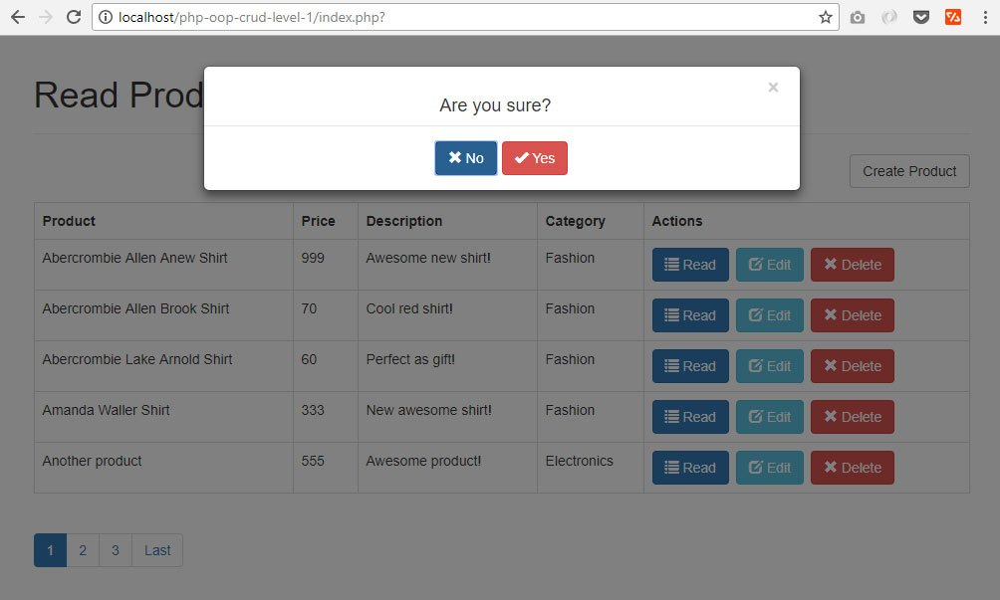 localhost/php-oop-crud-level-1/index.php?
Read Prod
×
Are you sure?
No Yes
Create Product
Product Price Description Category Actions
Abercrombie Allen Anew Shirt 999 Awesome new shirt! Fashion Read Edit Delete
Abercrombie Allen Brook Shirt 70 Cool red shirt! Fashion Read Edit Delete
Abercrombie Lake Arnold Shirt 60 Perfect as gift! Fashion Read Edit Delete
Amanda Waller Shirt 333 New awesome shirt! Fashion Read Edit Delete
Another product 555 Awesome product! Electronics Read Edit Delete
1 2 3 Last